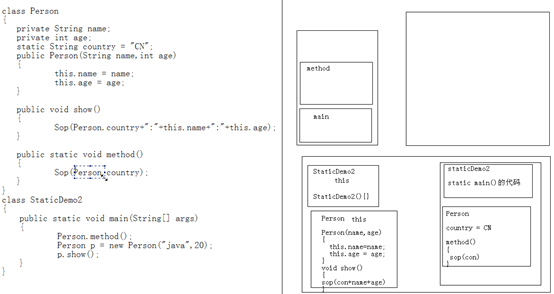 class Person
{
private String name;
private int age;
static String country = "CN";
public Person(String name,int age)
{
this.name = name;
this.age = age;
}
public void show()
{
Sop(Person.country+":"+this.name+":"+this.age);
}
public static void method()
{
Sop(Person.country);
}
}
class StaticDemo2
{
public static void main(String[] args)
{
Person.method();
Person p = new Person("java",20);
p.show();
}
}
method
main
StaticDemo2
this
StaticDemo2(){}
Person this
Person(name,age)
{
this.name=name;
this.age = age;
}
void show()
{
sop(con+name+age)
}
staticDemo2
static main()的代码
Person
country = CN
method()
{
sop(con)
}